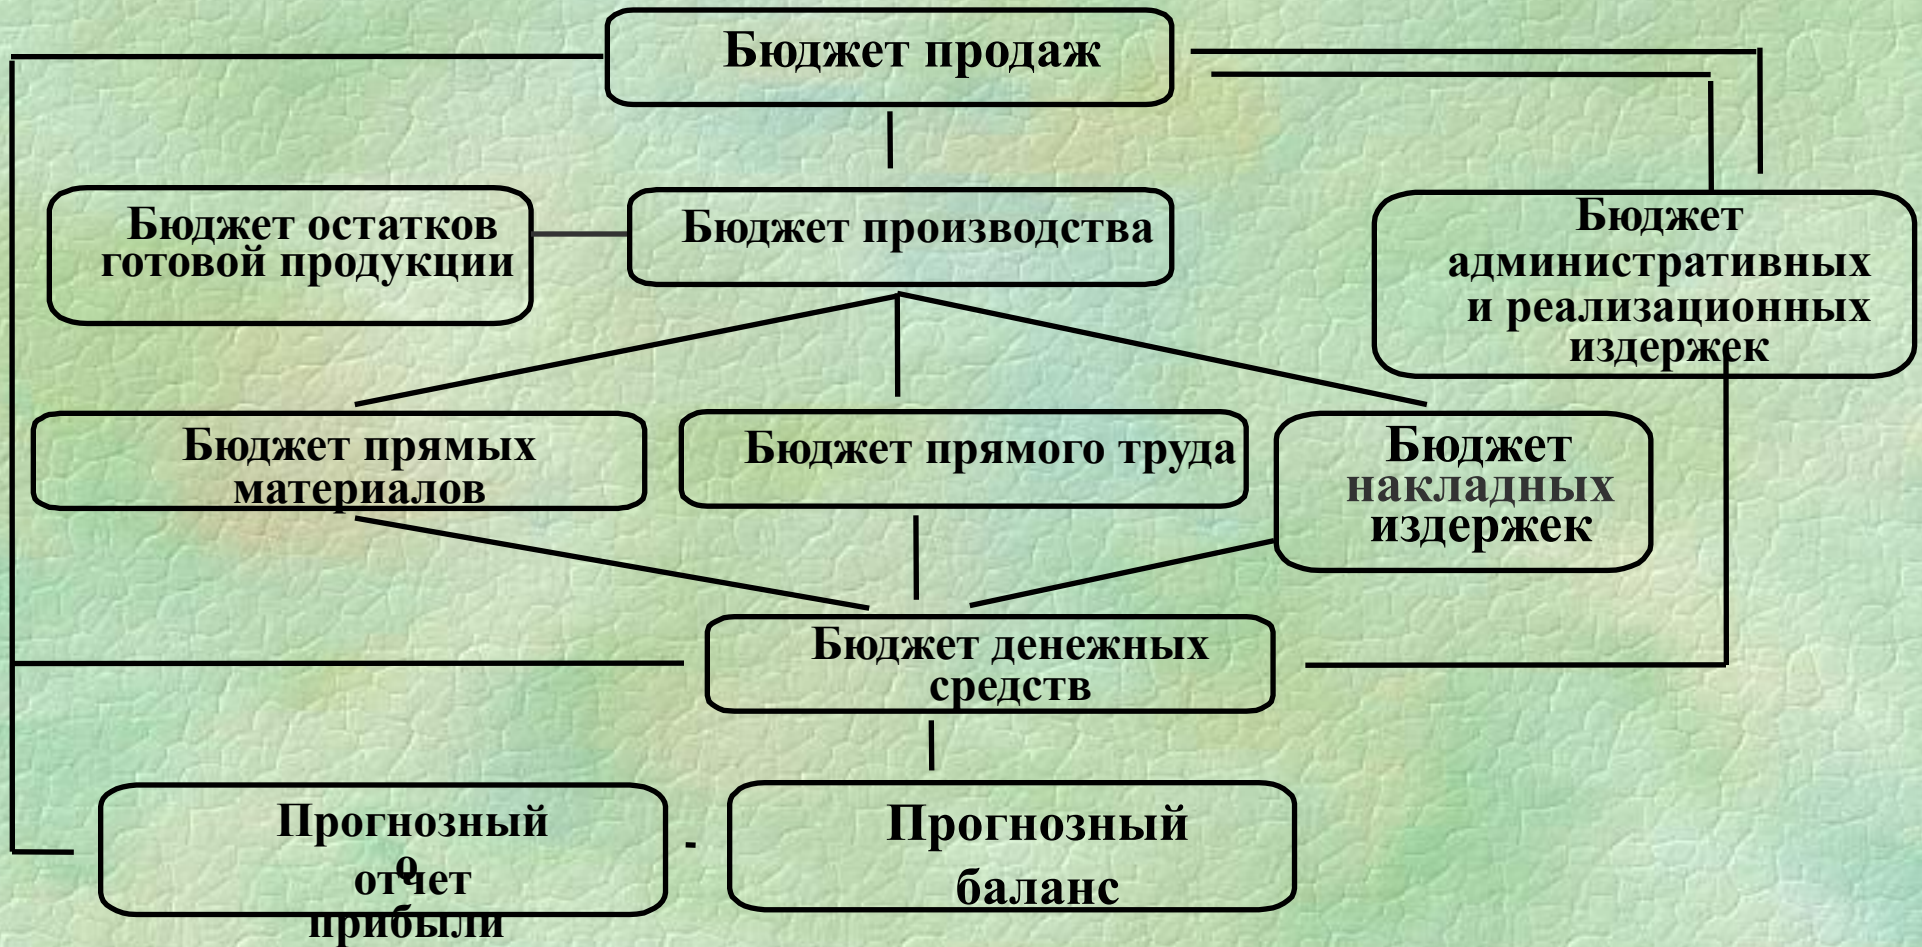 Бюджет продаж
Бюджет остатков
готовой продукции
Бюджет производства
Бюджет
административных
и реализационных
издержек
Бюджет прямых
материалов
Бюджет прямого труда
Бюджет
накладных
издержек
Бюджет денежных
средств
Прогнозный
о
отчет
прибыли
Прогнозный
баланс